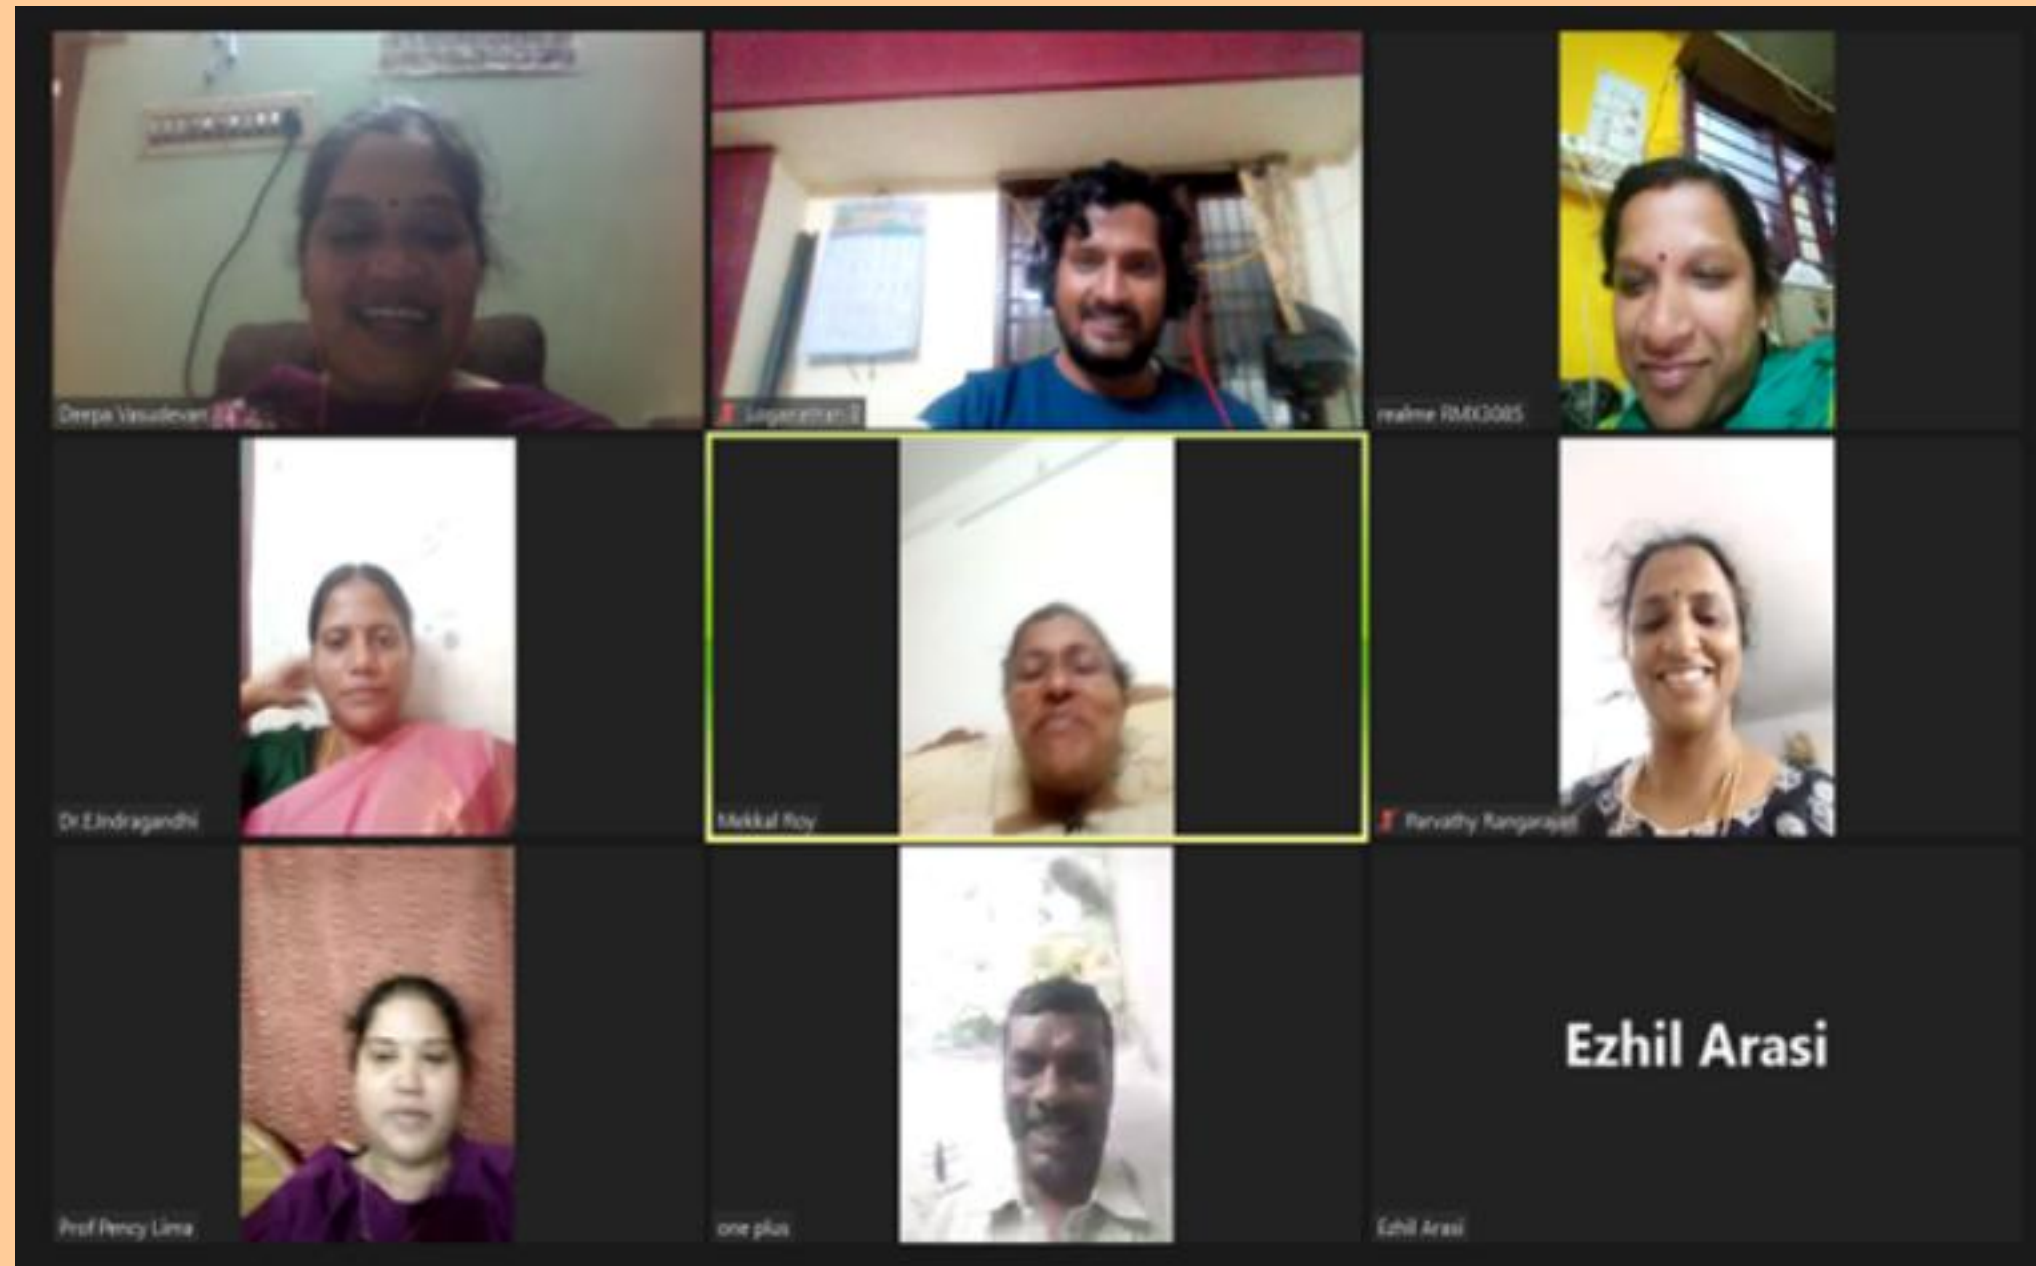 Deepa Vasudevan
realme RMX3085
Dr.E.Indragandhi
Mekkal Roy
Parvathy Rangarajan
Prof Pency Lima
one plus
Ezhil Arasi
Ezhil Arasi